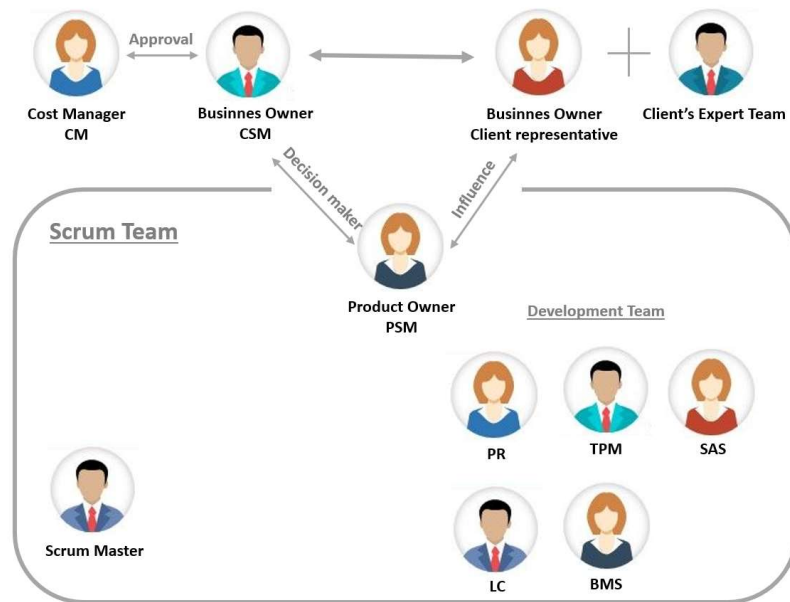 Approval
Cost Manager
CM
Businnes Owner
CSM
Businnes Owner
Client representative
Client's Expert Team
Decision maker
Influence
Scrum Team
Product Owner
PSM
Development Team
PR
TPM
SAS
Scrum Master
LC
BMS